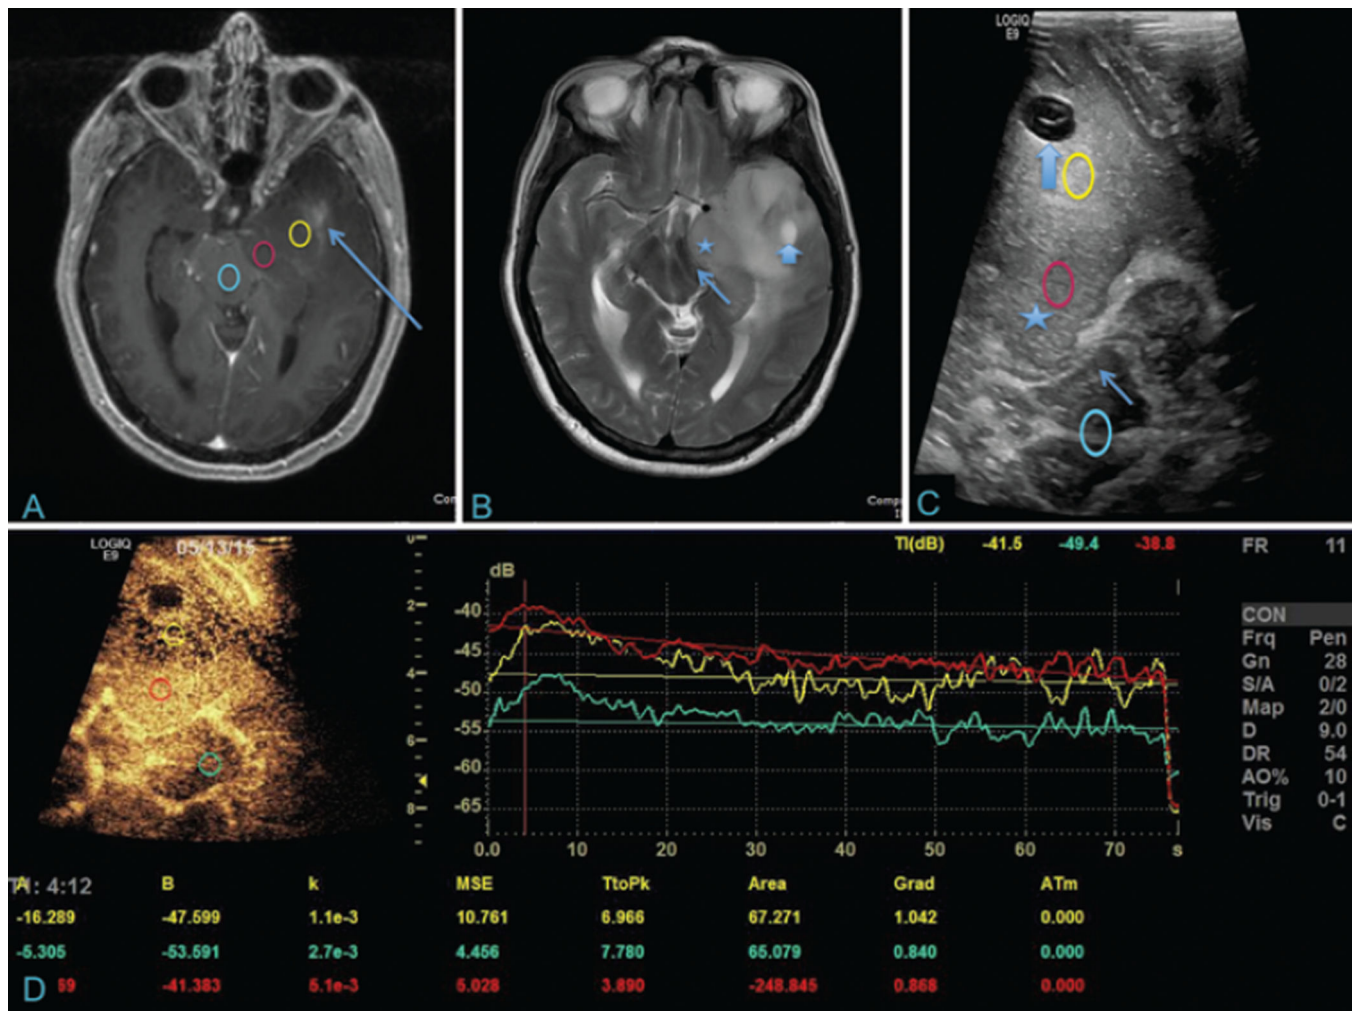 A
Con
B
Comp
LOGIQ
E9
C
LOGIQ
E9
05/13/15
0
2
4
6
8
TI(dB) -41.5 -49.4 -38.8
dB
-40
-45
-50
-55
-60
-65
0.0 10 20 30 40 50 60 70 s
FR 11
CON
Frq Pen
Gn 28
S/A 0/2
Map 2/0
D 9.0
DR 54
AO% 10
Trig 0-1
Vis C
4:12
A B k MSE TtoPk Area Grad ATm
-16.289 -47.599 1.1e-3 10.761 6.966 67.271 1.042 0.000
-5.305 -53.591 2.7e-3 4.456 7.780 65.079 0.840 0.000
D 69 -41.383 5.1e-3 6.028 3.890 -248.845 0.868 0.000